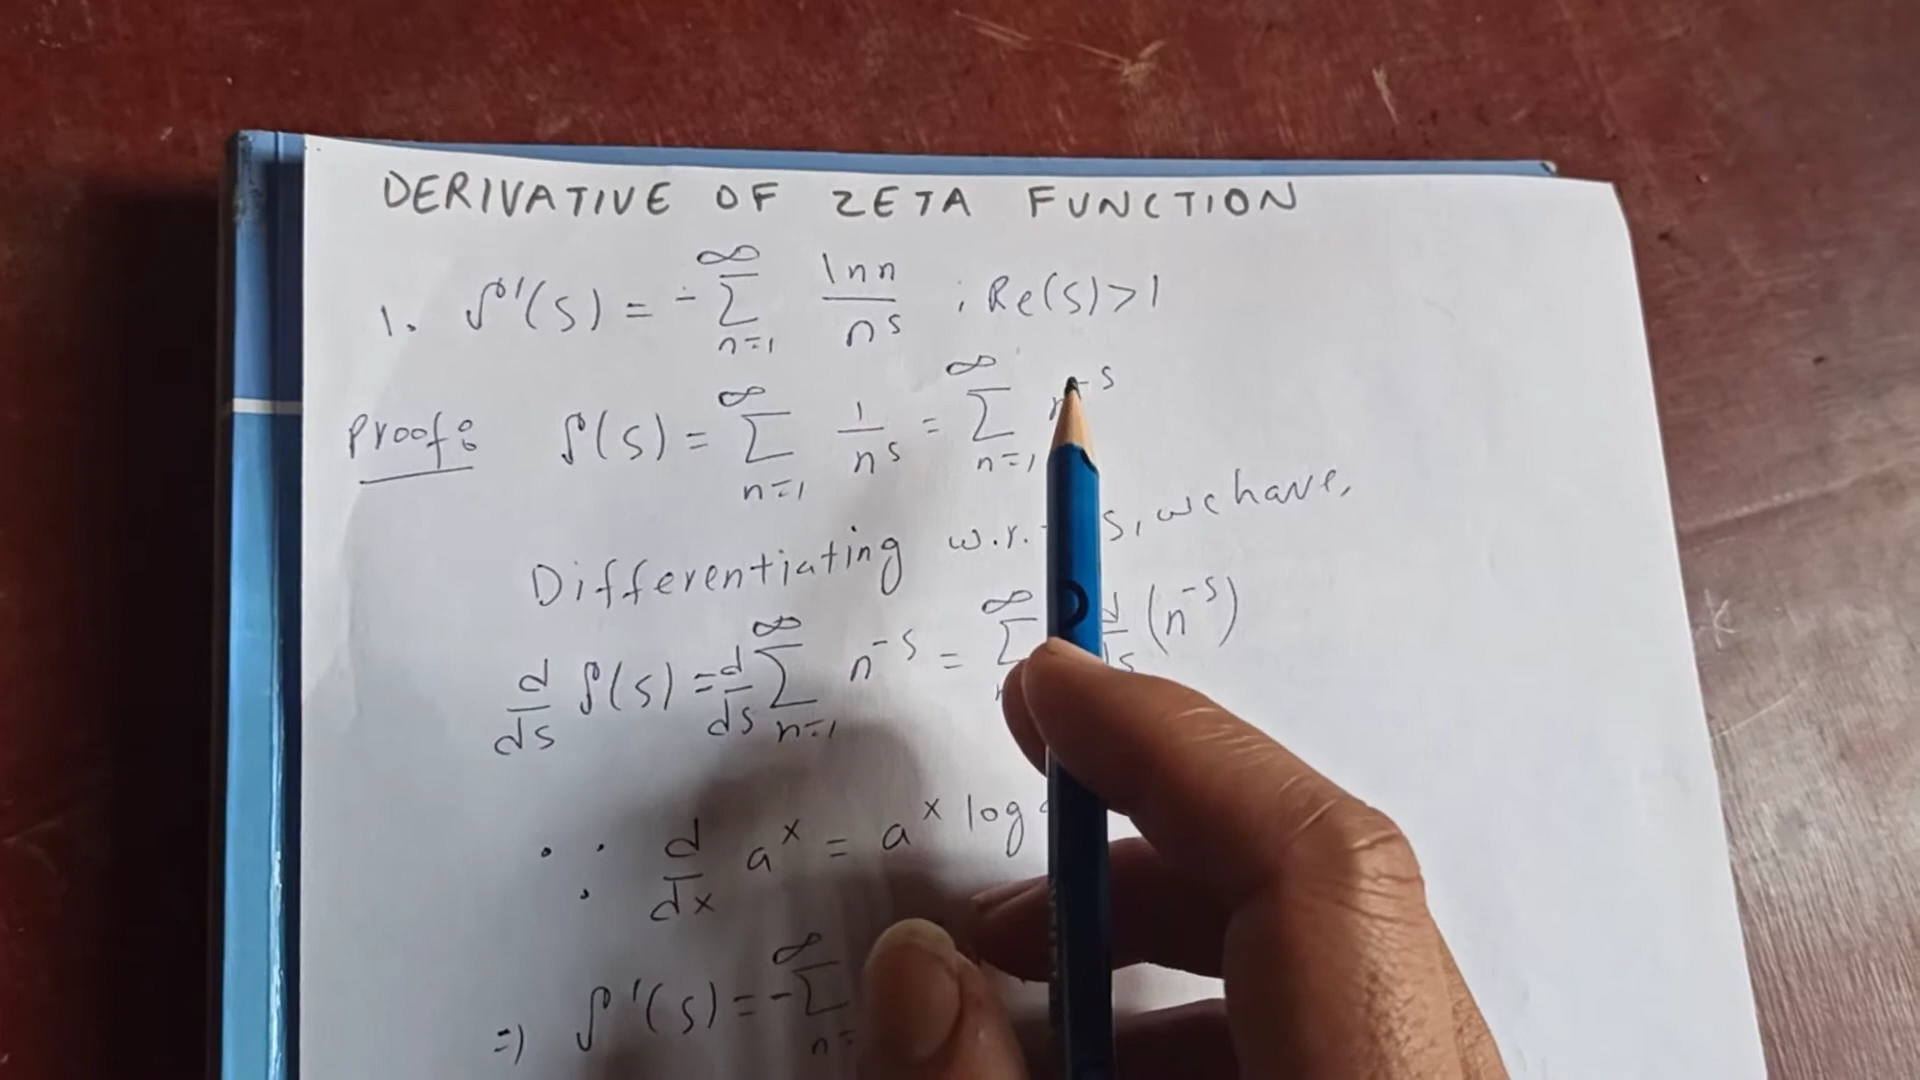 DERIVATIVE OF ZETA FUNCTION
1. ζ'(s) = - ∑_{n=1}^{∞} ln n / n^s ; Re(s) > 1
Proof: ζ(s) = ∑_{n=1}^{∞} 1 / n^s = ∑_{n=1}^{∞} n^{-s}
Differentiating w.r. s, we have,
d/ds ζ(s) = d/ds ∑_{n=1}^{∞} n^{-s} = ∑^{∞} d/ds (n^{-s})
∵ d/dx a^x = a^x log
=> ζ'(s) = - ∑_{n=}^{∞}